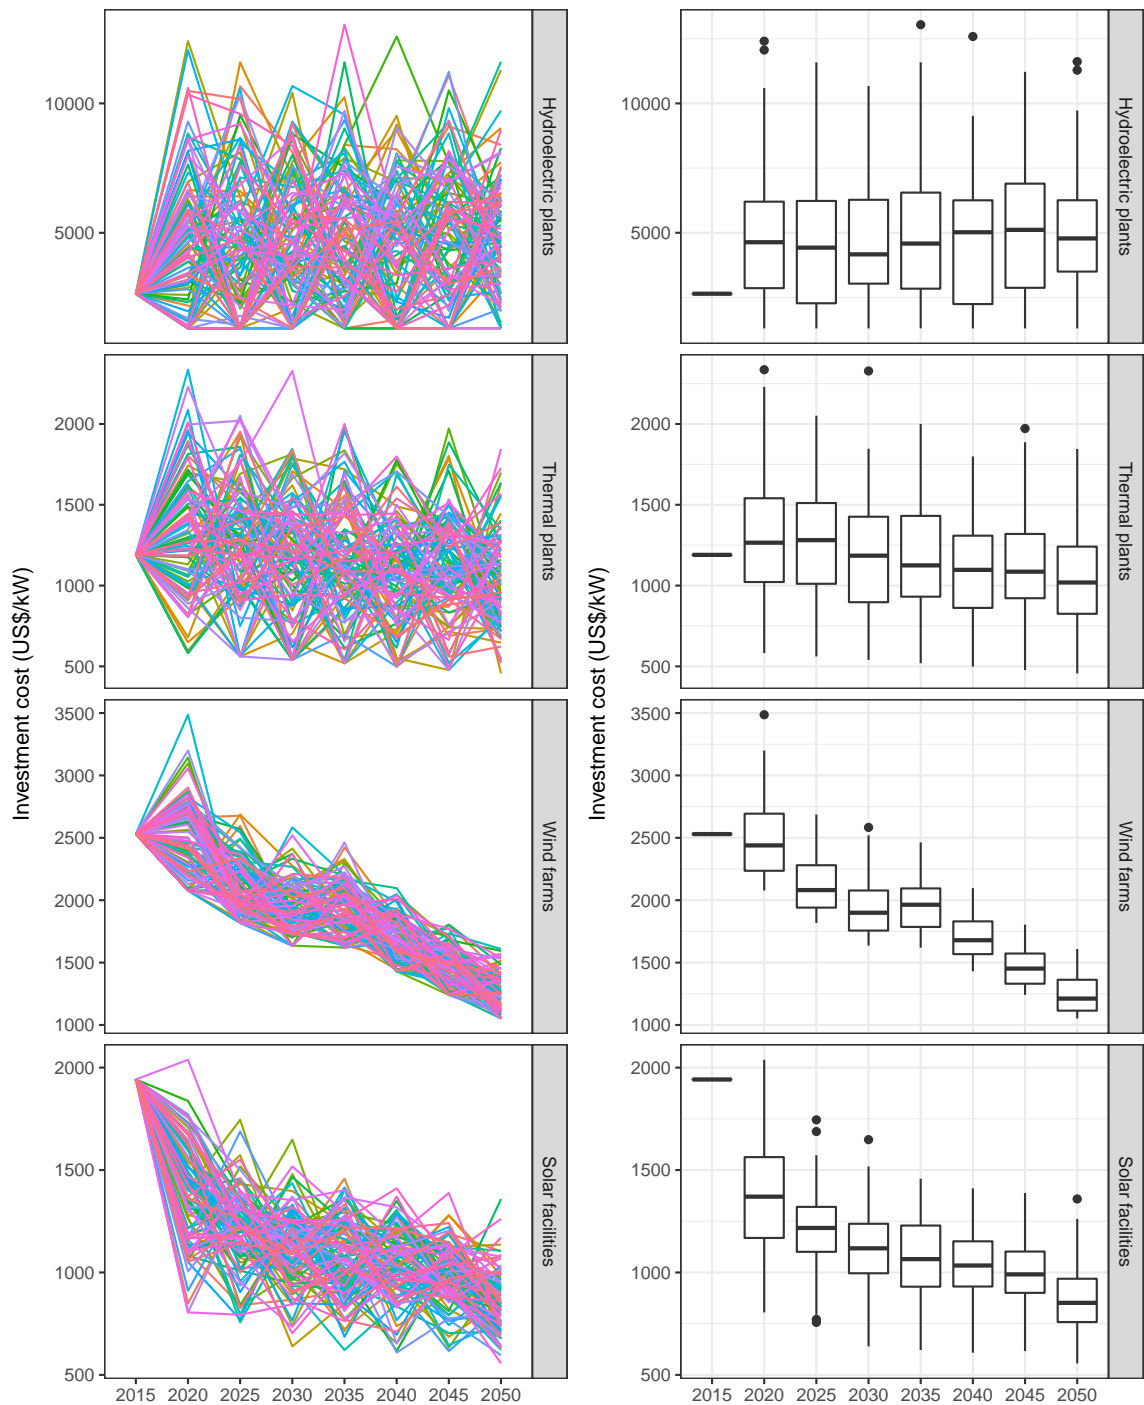 Investment cost (US$/kW)
10000
5000
Hydroelectric plants
2000
1500
1000
500
Thermal plants
3500
3000
2500
2000
1500
1000
Wind farms
2000
1500
1000
500
Solar facilities
2015 2020 2025 2030 2035 2040 2045 2050
Investment cost (US$/kW)
10000
5000
Hydroelectric plants
2000
1500
1000
500
Thermal plants
3500
3000
2500
2000
1500
1000
Wind farms
2000
1500
1000
500
Solar facilities
2015 2020 2025 2030 2035 2040 2045 2050